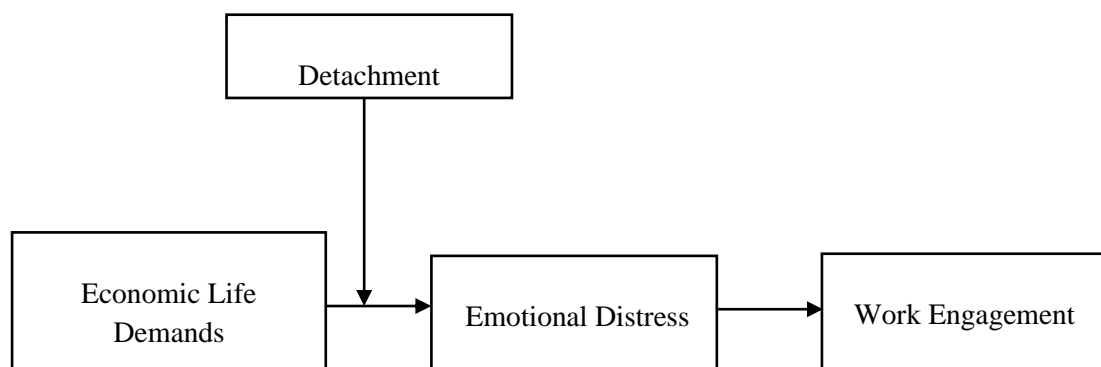 Detachment
Economic Life
Demands
Emotional Distress
Work Engagement